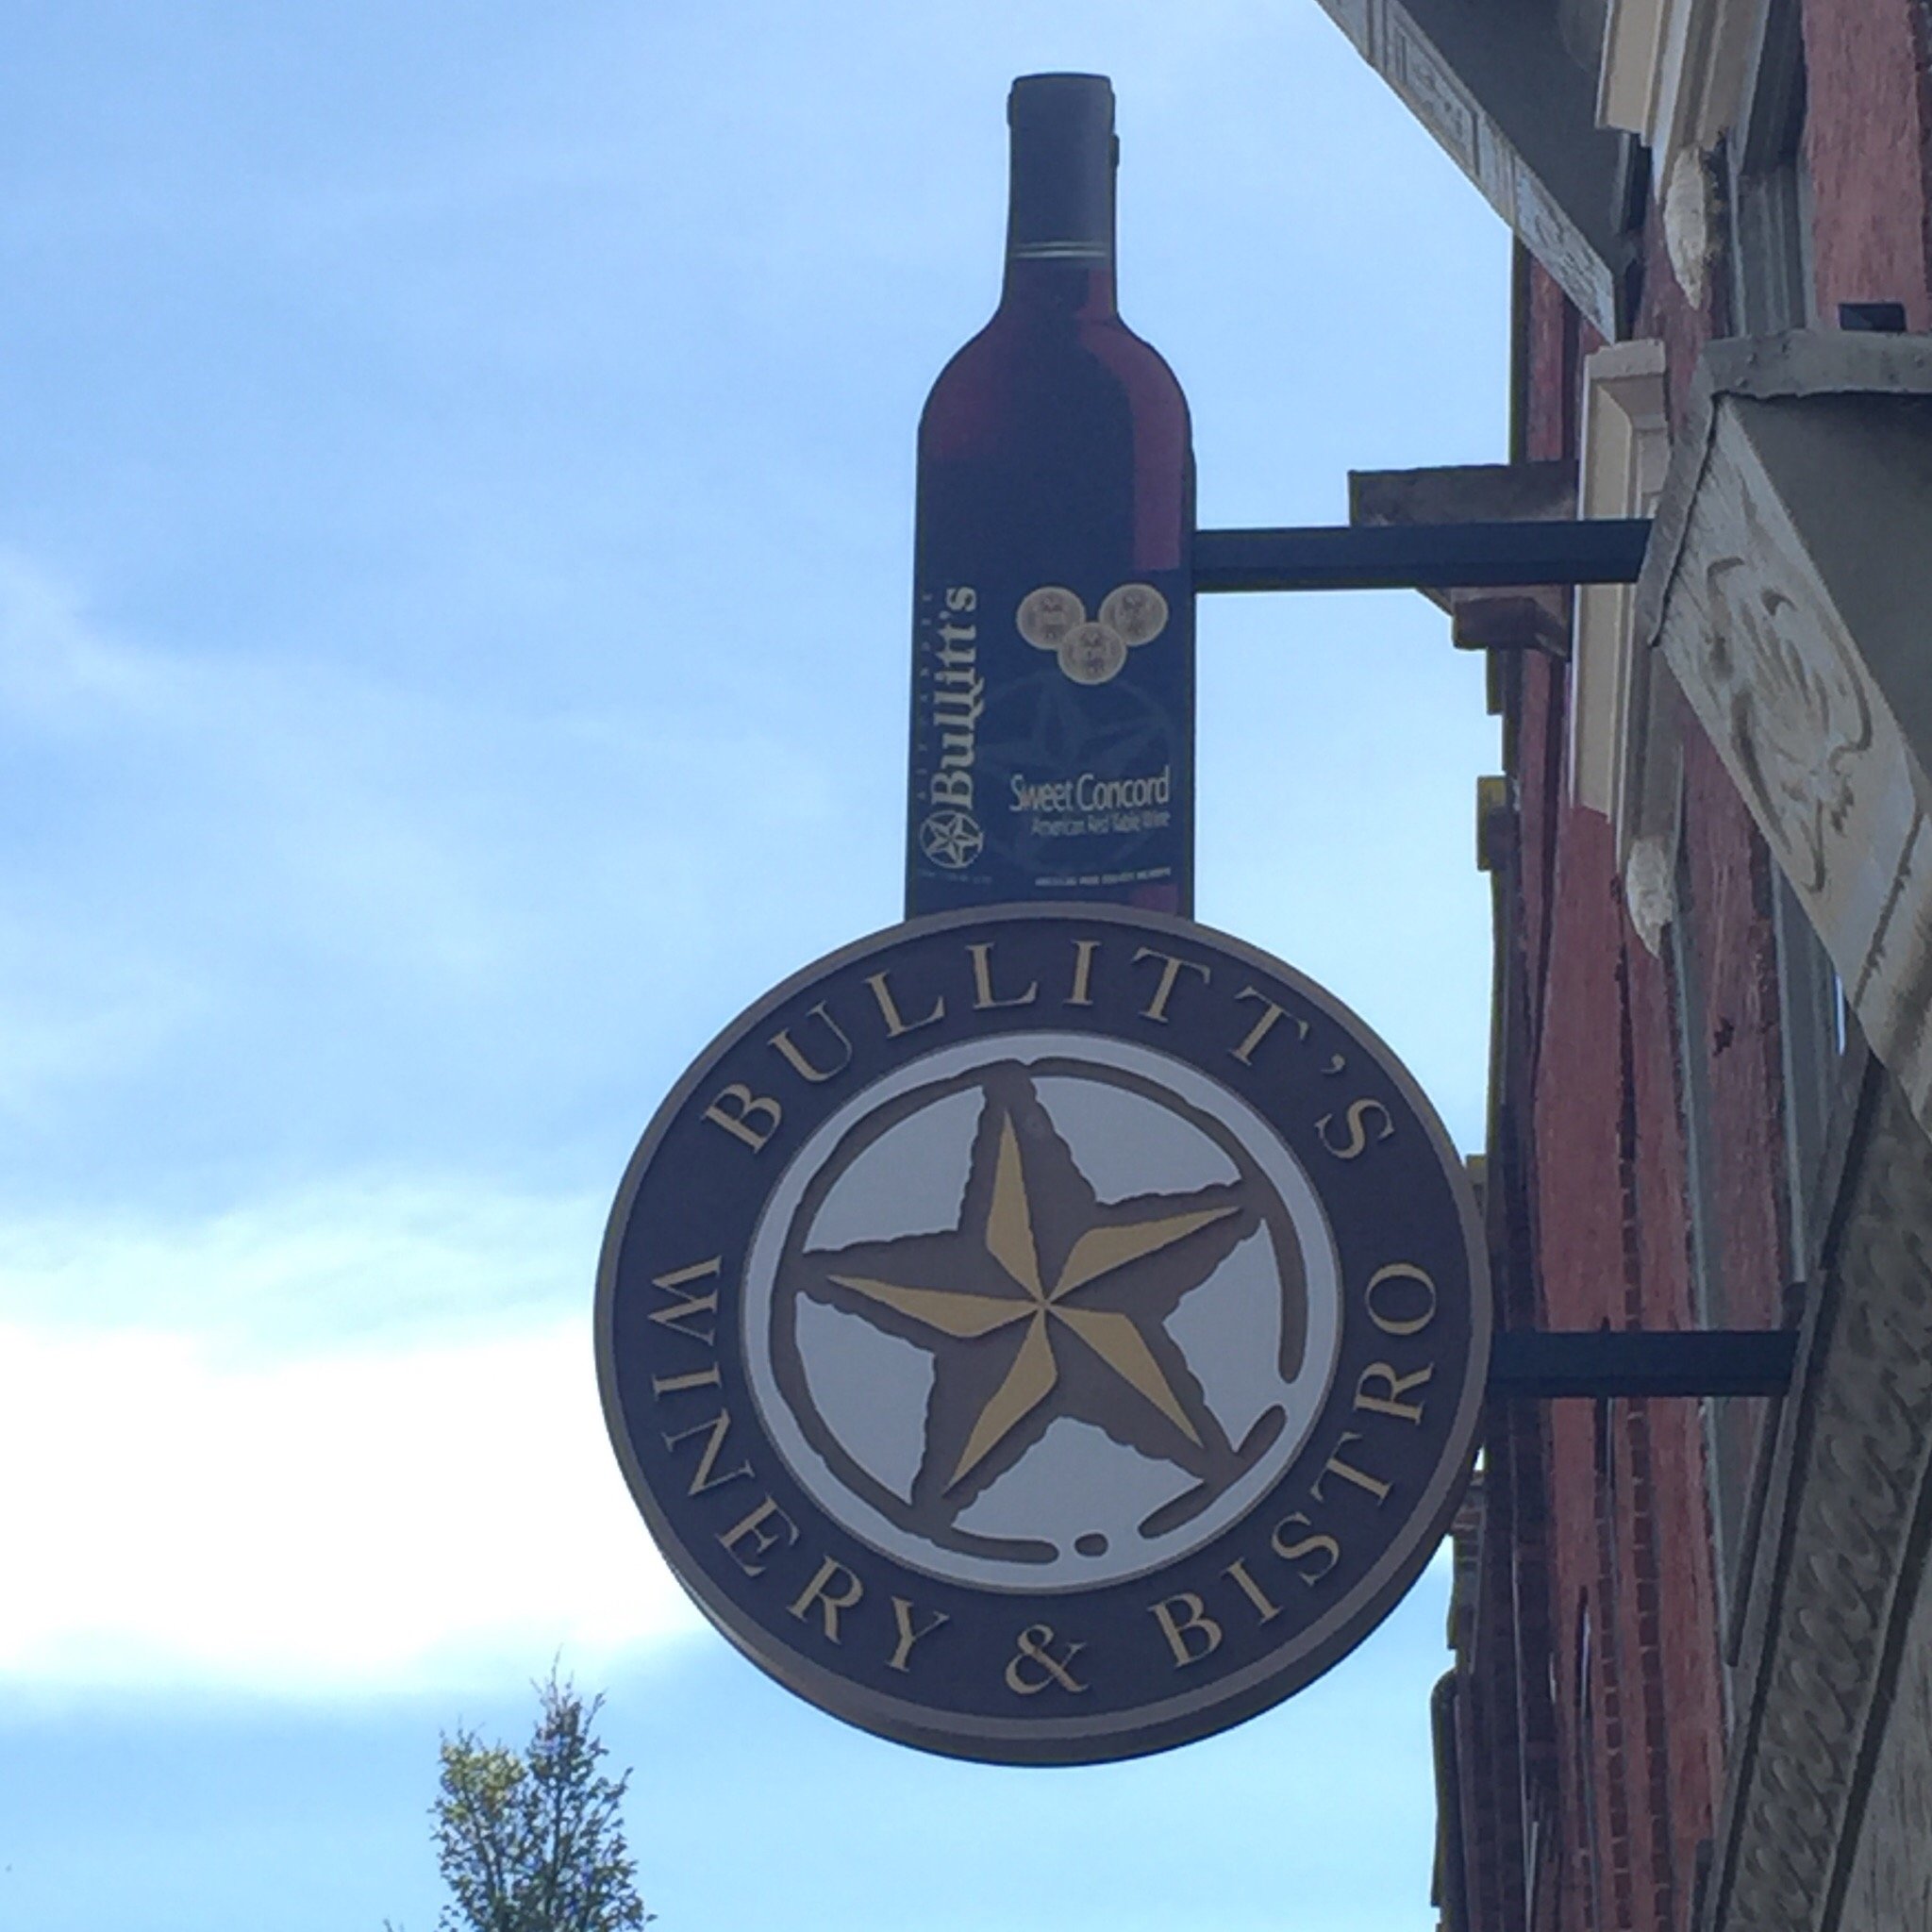 Bullitt's
Sweet Concord
American Red Table Wine
BULLITT'S
WINERY & BISTRO